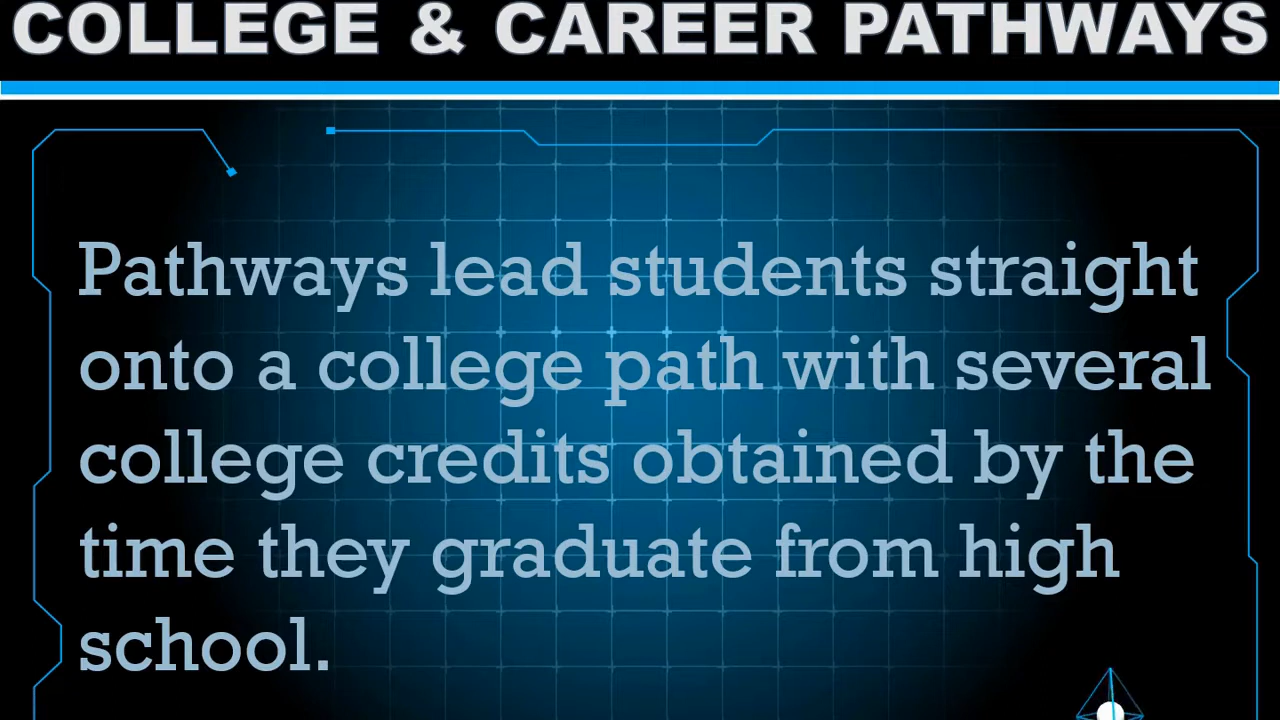 COLLEGE & CAREER PATHWAYS
Pathways lead students straight
onto a college path with several
college credits obtained by the
time they graduate from high
school.